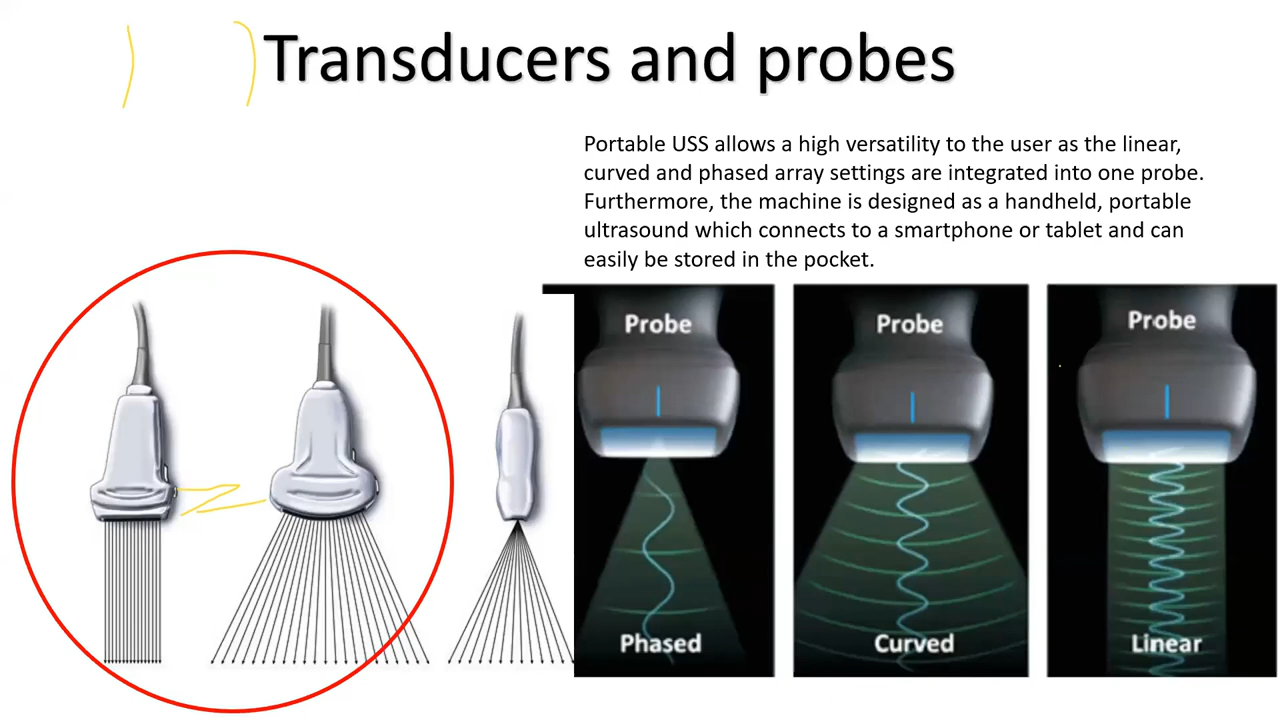 Transducers and probes
Portable USS allows a high versatility to the user as the linear,
curved and phased array settings are integrated into one probe.
Furthermore, the machine is designed as a handheld, portable
ultrasound which connects to a smartphone or tablet and can
easily be stored in the pocket.
Probe
Phased
Probe
Curved
Probe
Linear